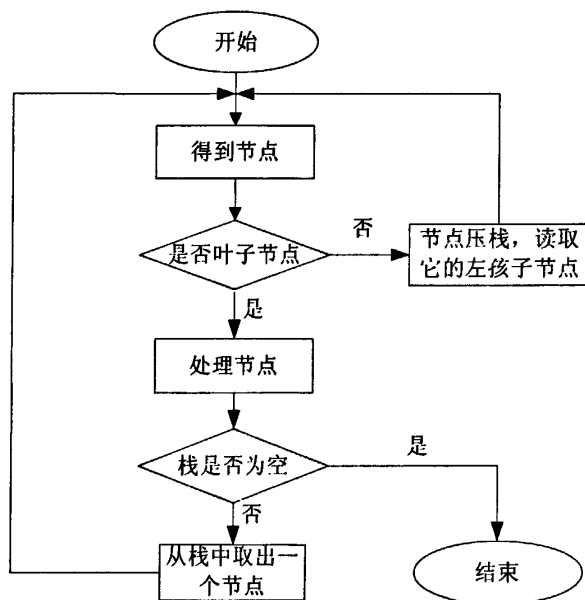 开始
得到节点
是否叶子节点
否
节点压栈，读取
它的左孩子节点
是
处理节点
栈是否为空
是
否
从栈中取出一
个节点
结束